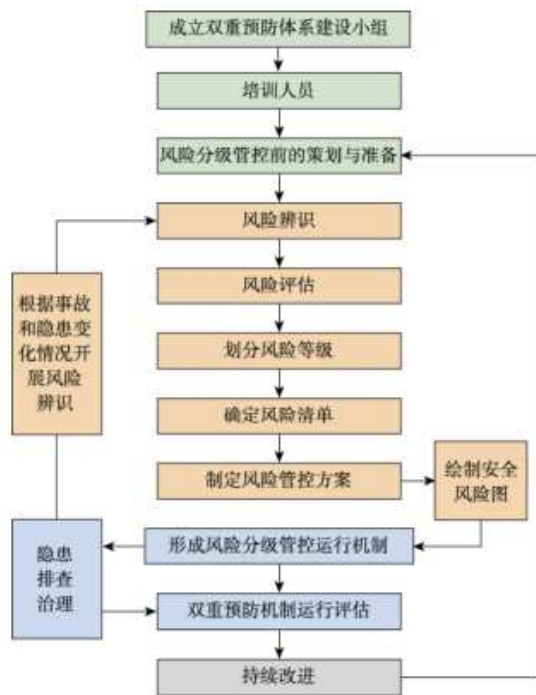 成立双重预防体系建设小组
培训人员
风险分级管控前的策划与准备
风险辨识
风险评估
根据事故
和隐患变
化情况开
展风险
辨识
划分风险等级
确定风险清单
制定风险管控方案
绘制安全
风险图
形成风险分级管控运行机制
隐患
排查
治理
双重预防机制运行评估
持续改进